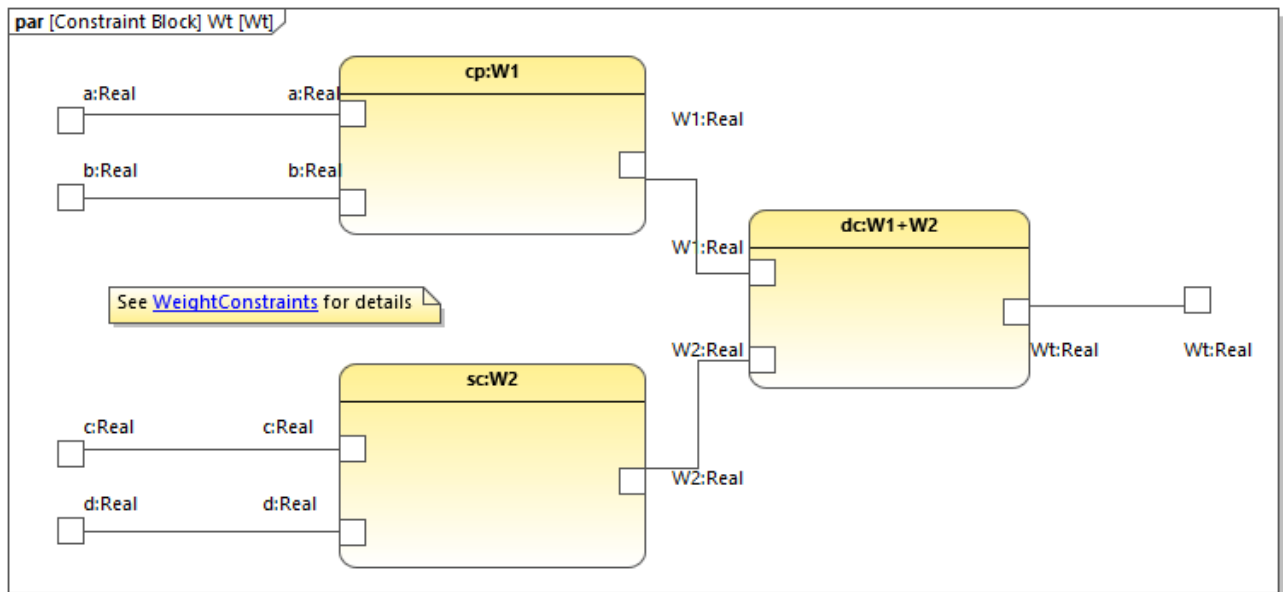 par [Constraint Block] Wt [Wt]
cp:W1
a:Real
a:Real
W1:Real
b:Real
b:Real
dc:W1+W2
W1:Real
See WeightConstraints for details
W2:Real
Wt:Real
Wt:Real
sc:W2
c:Real
c:Real
W2:Real
d:Real
d:Real